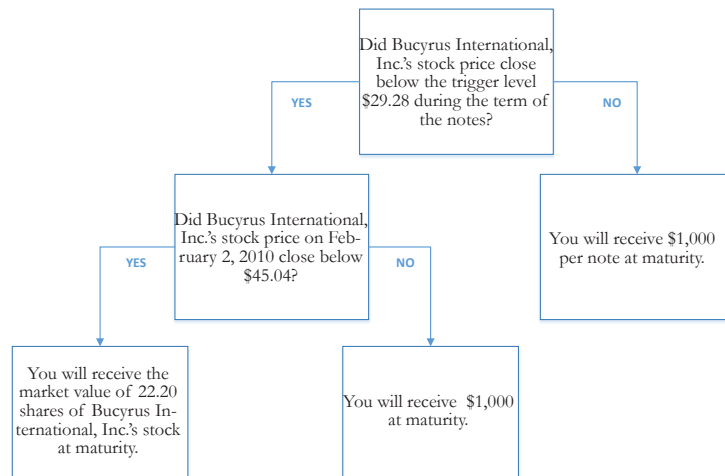 Did Bucyrus International,
Inc.'s stock price close
below the trigger level
$29.28 during the term of
the notes?
YES
NO
Did Bucyrus International,
Inc.'s stock price on Feb-
ruary 2, 2010 close below
$45.04?
You will receive $1,000
per note at maturity.
YES
NO
You will receive the
market value of 22.20
shares of Bucyrus In-
ternational, Inc.'s stock
at maturity.
You will receive $1,000
at maturity.